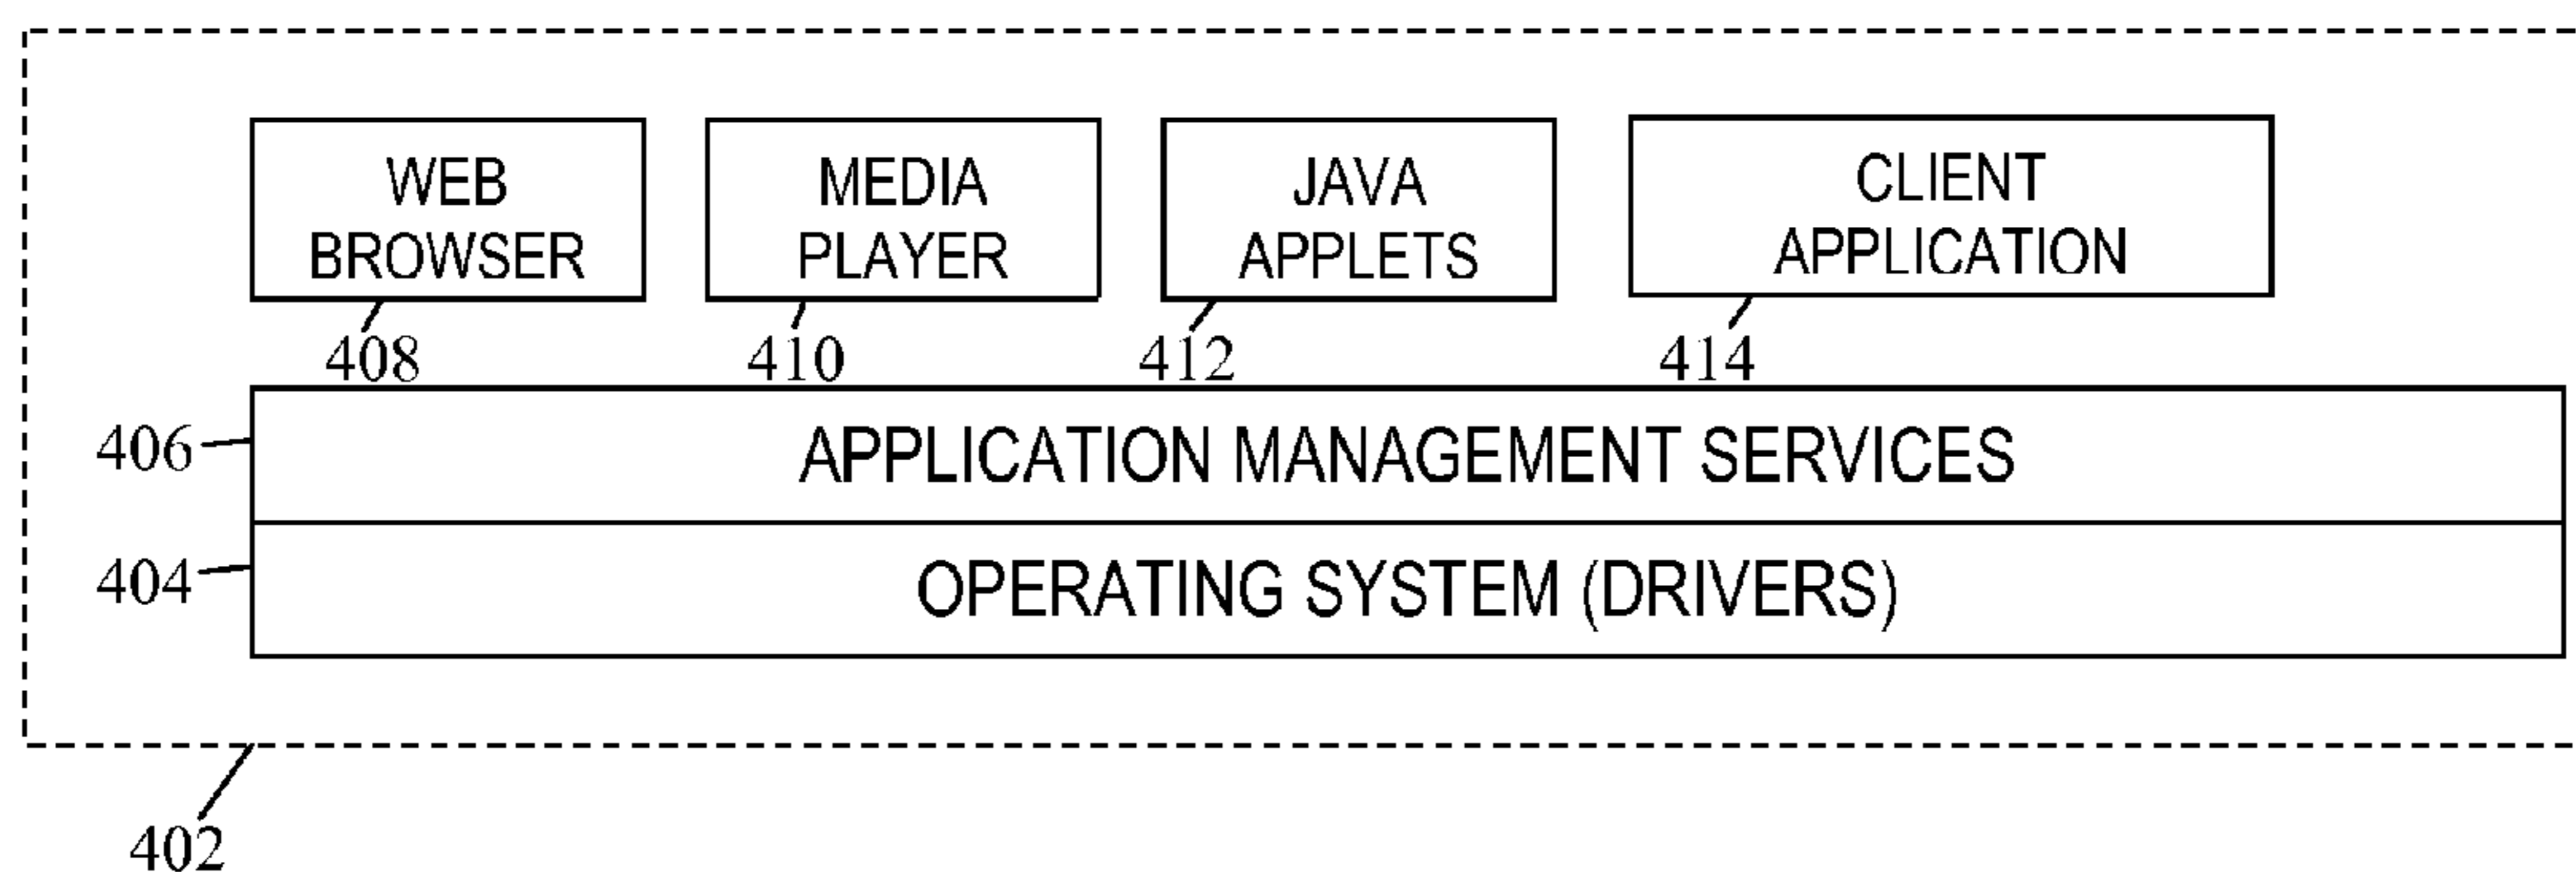 WEB
BROWSER
MEDIA
PLAYER
JAVA
APPLETS
CLIENT
APPLICATION
408
410
412
414
406
APPLICATION MANAGEMENT SERVICES
404
OPERATING SYSTEM (DRIVERS)
402